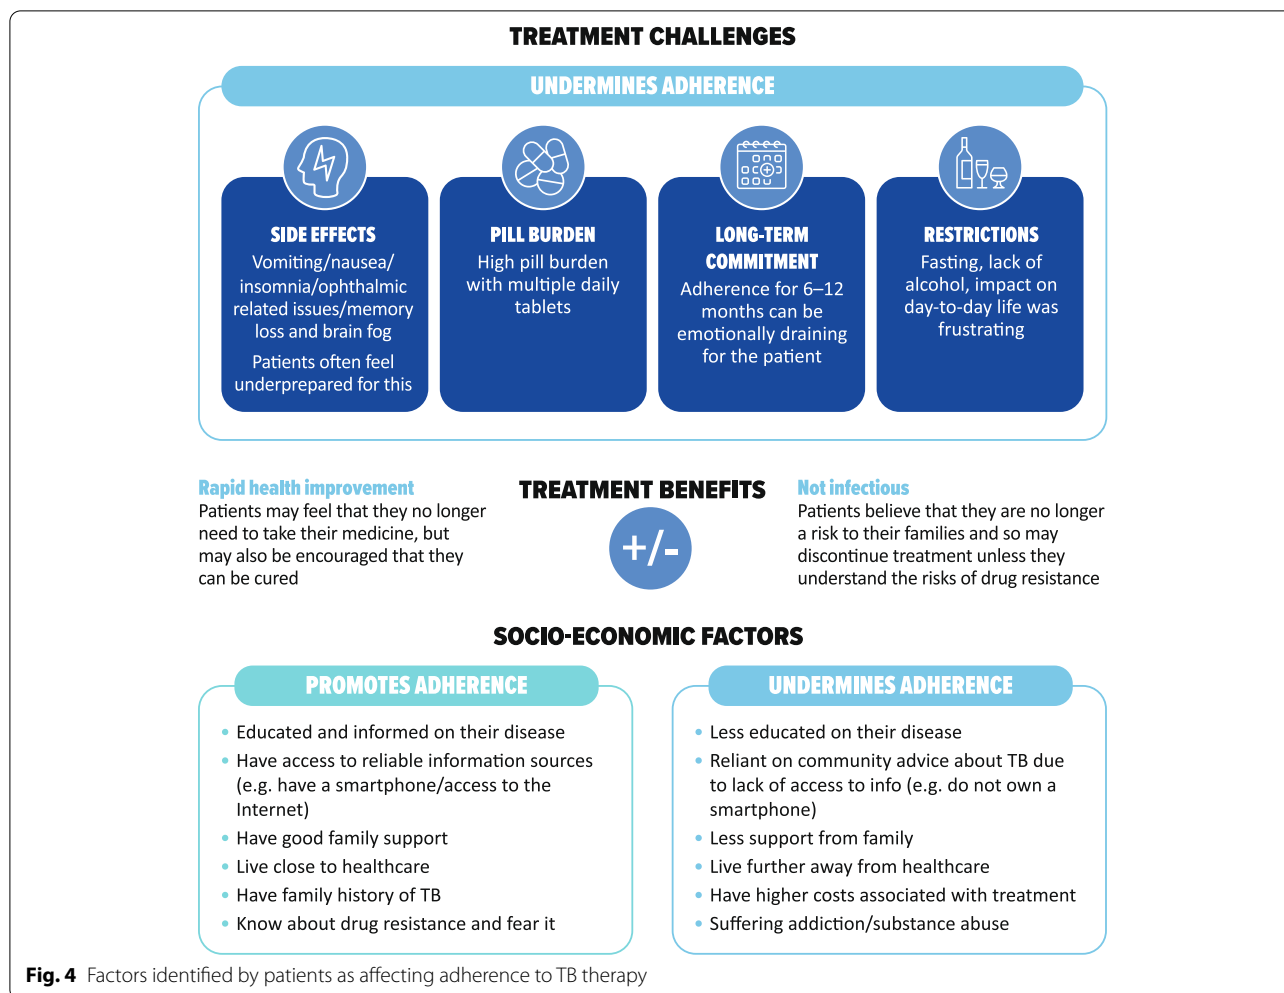 TREATMENT CHALLENGES
UNDERMINES ADHERENCE
SIDE EFFECTS
Vomiting/nausea/
insomnia/ophthalmic
related issues/memory
loss and brain fog
Patients often feel
underprepared for this
PILL BURDEN
High pill burden
with multiple daily
tablets
LONG-TERM
COMMITMENT
Adherence for 6–12
months can be
emotionally draining
for the patient
RESTRICTIONS
Fasting, lack of
alcohol, impact on
day-to-day life was
frustrating
Rapid health improvement
Patients may feel that they no longer
need to take their medicine, but
may also be encouraged that they
can be cured
TREATMENT BENEFITS
+/-
Not infectious
Patients believe that they are no longer
a risk to their families and so may
discontinue treatment unless they
understand the risks of drug resistance
SOCIO-ECONOMIC FACTORS
PROMOTES ADHERENCE
• Educated and informed on their disease
• Have access to reliable information sources
(e.g. have a smartphone/access to the
Internet)
• Have good family support
• Live close to healthcare
• Have family history of TB
• Know about drug resistance and fear it
UNDERMINES ADHERENCE
• Less educated on their disease
• Reliant on community advice about TB due
to lack of access to info (e.g. do not own a
smartphone)
• Less support from family
• Live further away from healthcare
• Have higher costs associated with treatment
• Suffering addiction/substance abuse
Fig. 4 Factors identified by patients as affecting adherence to TB therapy